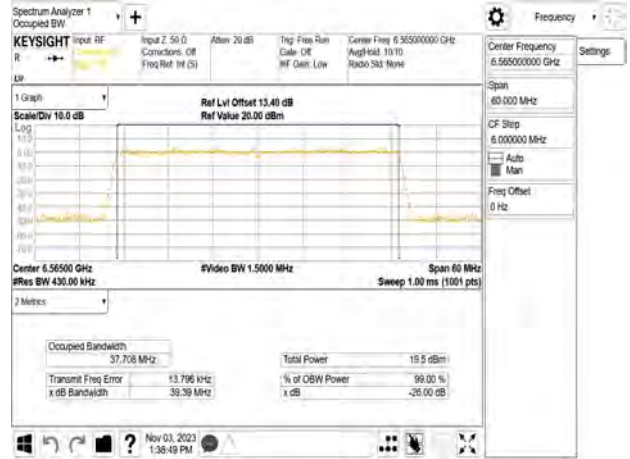 Spectrum Analyzer 1
Occupied BW
Frequency
KEYSIGHT
Input: RF
Input Z: 50 Ω
Corrections: Off
Freq Ref: Int (S)
Atten: 20 dB
Trig: Free Run
Gate: Off
#IF Gain: Low
Center Freq: 6.565000000 GHz
Avg|Hold: 10/10
Radio Std: None
Center Frequency
6.565000000 GHz
Settings
Span
60.000 MHz
CF Step
6.000000 MHz
Auto
Man
Freq Offset
0 Hz
1 Graph
Scale/Div 10.0 dB
Ref Lvl Offset 13.40 dB
Ref Value 20.00 dBm
Log
Center 6.56500 GHz
#Res BW 430.00 kHz
#Video BW 1.5000 MHz
Span 60 MHz
Sweep 1.00 ms (1001 pts)
2 Metrics
Occupied Bandwidth
37.708 MHz
Total Power
19.5 dBm
Transmit Freq Error
13.796 kHz
% of OBW Power
99.00 %
x dB Bandwidth
39.39 MHz
x dB
-26.00 dB
Nov 03, 2023
1:38:49 PM